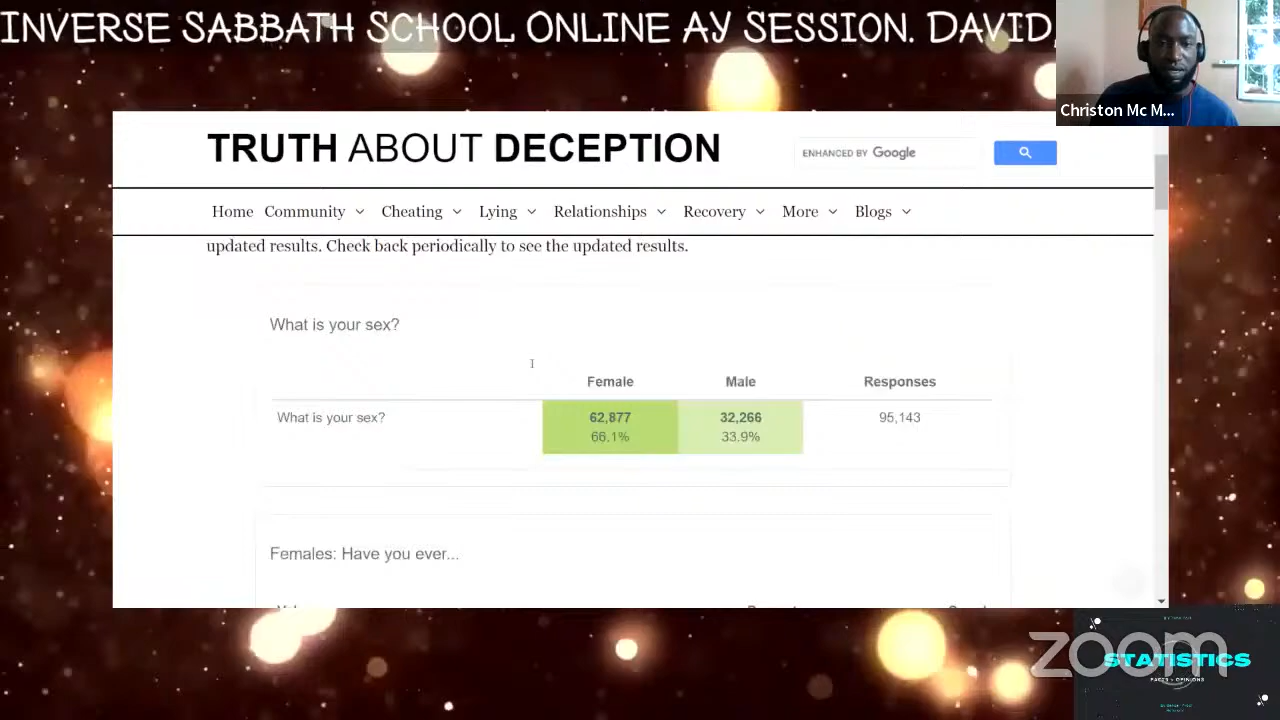 INVERSE SABBATH SCHOOL ONLINE AY SESSION. DAVID,
Christon Mc M...
TRUTH ABOUT DECEPTION
ENHANCED BY Google
Home Community Cheating Lying Relationships Recovery More Blogs
updated results. Check back periodically to see the updated results.
What is your sex?
Female Male Responses
What is your sex? 62,877 32,266 95,143
66.1% 33.9%
Females: Have you ever...
zoom
STATISTICS
FACTS & OPINIONS